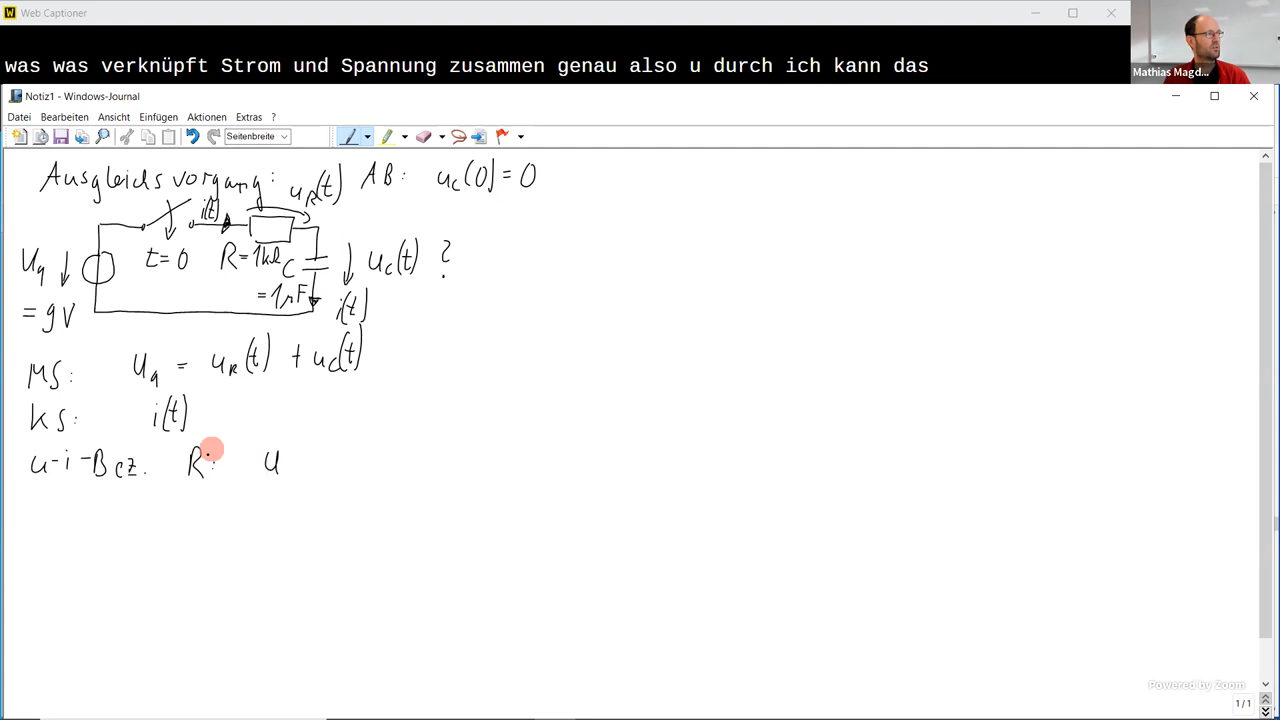 Web Captioner
was was verknüpft Strom und Spannung zusammen genau also u durch ich kann das
Mathias Magd...
Notiz1 - Windows-Journal
Datei Bearbeiten Ansicht Einfügen Aktionen Extras ?
Seitenbreite
Ausgleichsvorgang: AB: u_C(0) = 0
u_R(t)
i(t)
U_q t=0 R=1kΩ C u_C(t) ?
= 9V = 1µF i(t)
MS: U_q = u_R(t) + u_C(t)
KS: i(t)
u-i-Bez. R: U
Powered by Zoom
1/1